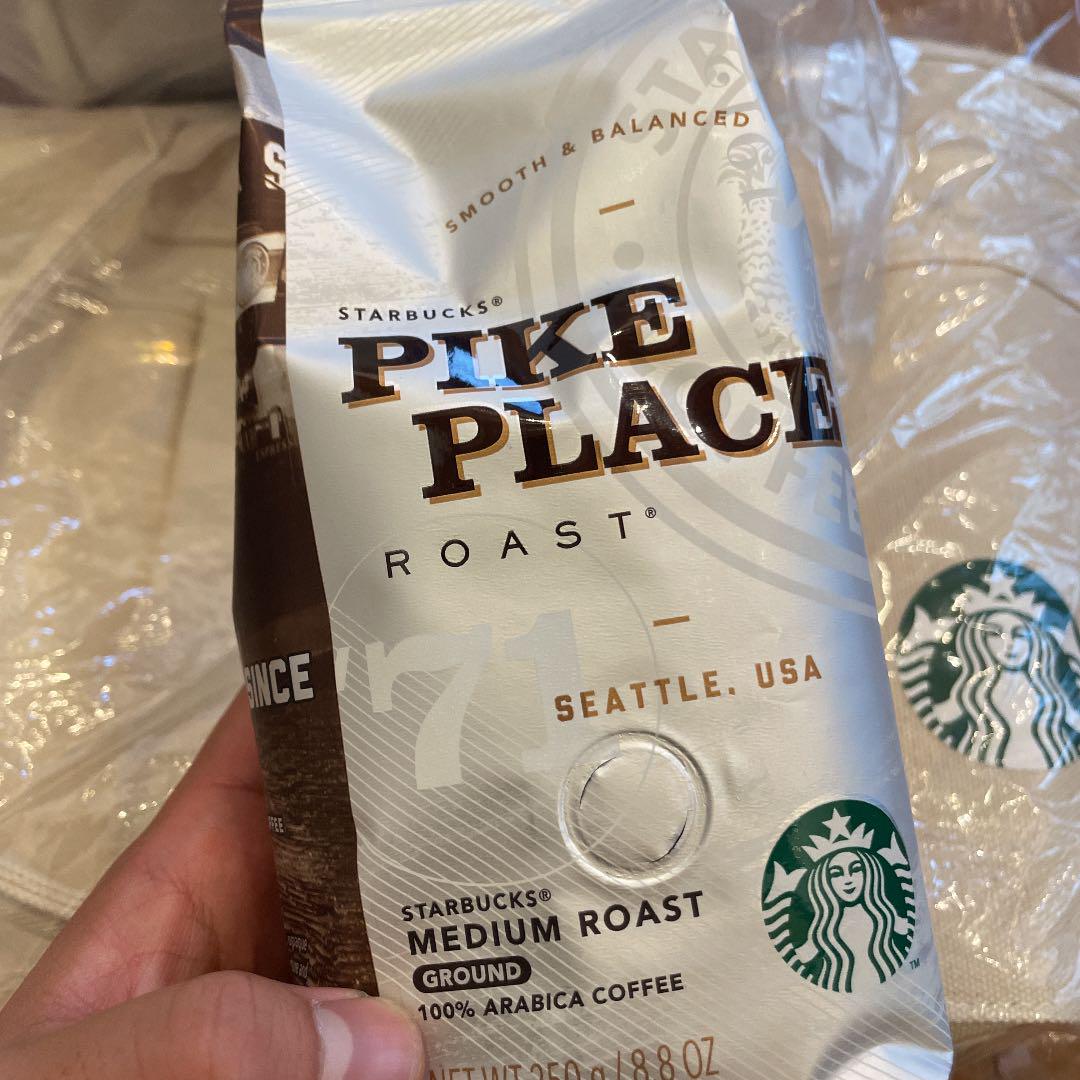 SMOOTH & BALANCED
STARBUCKS®
PIKE
PLACE
ROAST®
'71
SEATTLE, USA
SINCE
STARBUCKS®
MEDIUM ROAST
GROUND
100% ARABICA COFFEE
NET WT 250 g / 8.8 OZ
TM